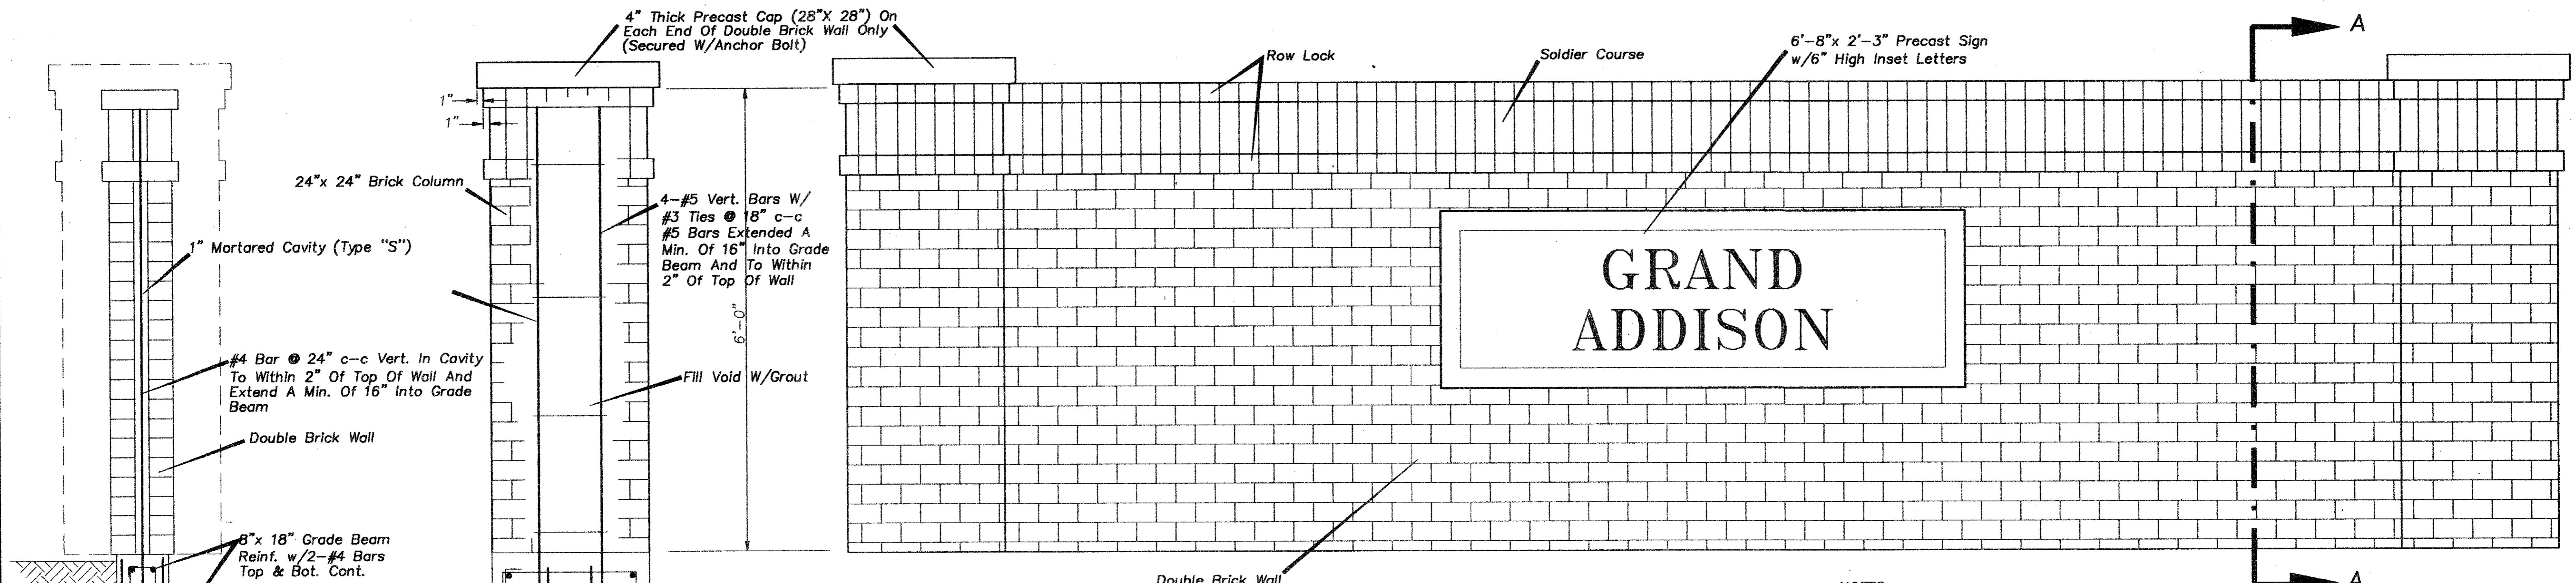 4" Thick Precast Cap (28"X 28") On
Each End Of Double Brick Wall Only
(Secured W/Anchor Bolt)
Row Lock
Soldier Course
6'-8"x 2'-3" Precast Sign
w/6" High Inset Letters
A
1"
1"
24"x 24" Brick Column
4-#5 Vert. Bars W/
#3 Ties @ 18" c-c
#5 Bars Extended A
Min. Of 16" Into Grade
Beam And To Within
2" Of Top Of Wall
1" Mortared Cavity (Type "S")
6'-0"
GRAND
ADDISON
#4 Bar @ 24" c-c Vert. In Cavity
To Within 2" Of Top Of Wall And
Extend A Min. Of 16" Into Grade
Beam
Fill Void W/Grout
Double Brick Wall
8"x 18" Grade Beam
Reinf. w/2-#4 Bars
Top & Bot. Cont.
Double Brick Wall
A